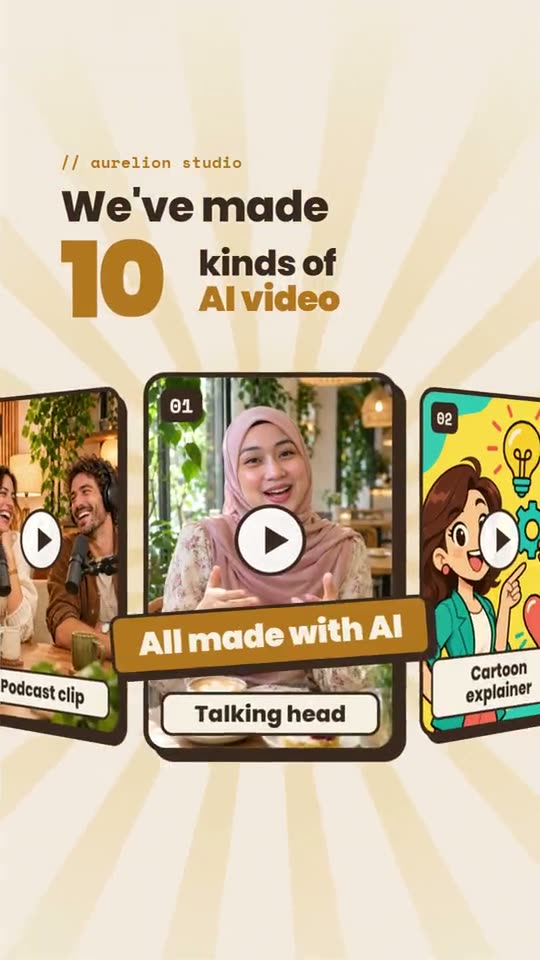 // aurelion studio
We've made
10 kinds of
AI video
01
02
All made with AI
Podcast clip
Talking head
Cartoon
explainer